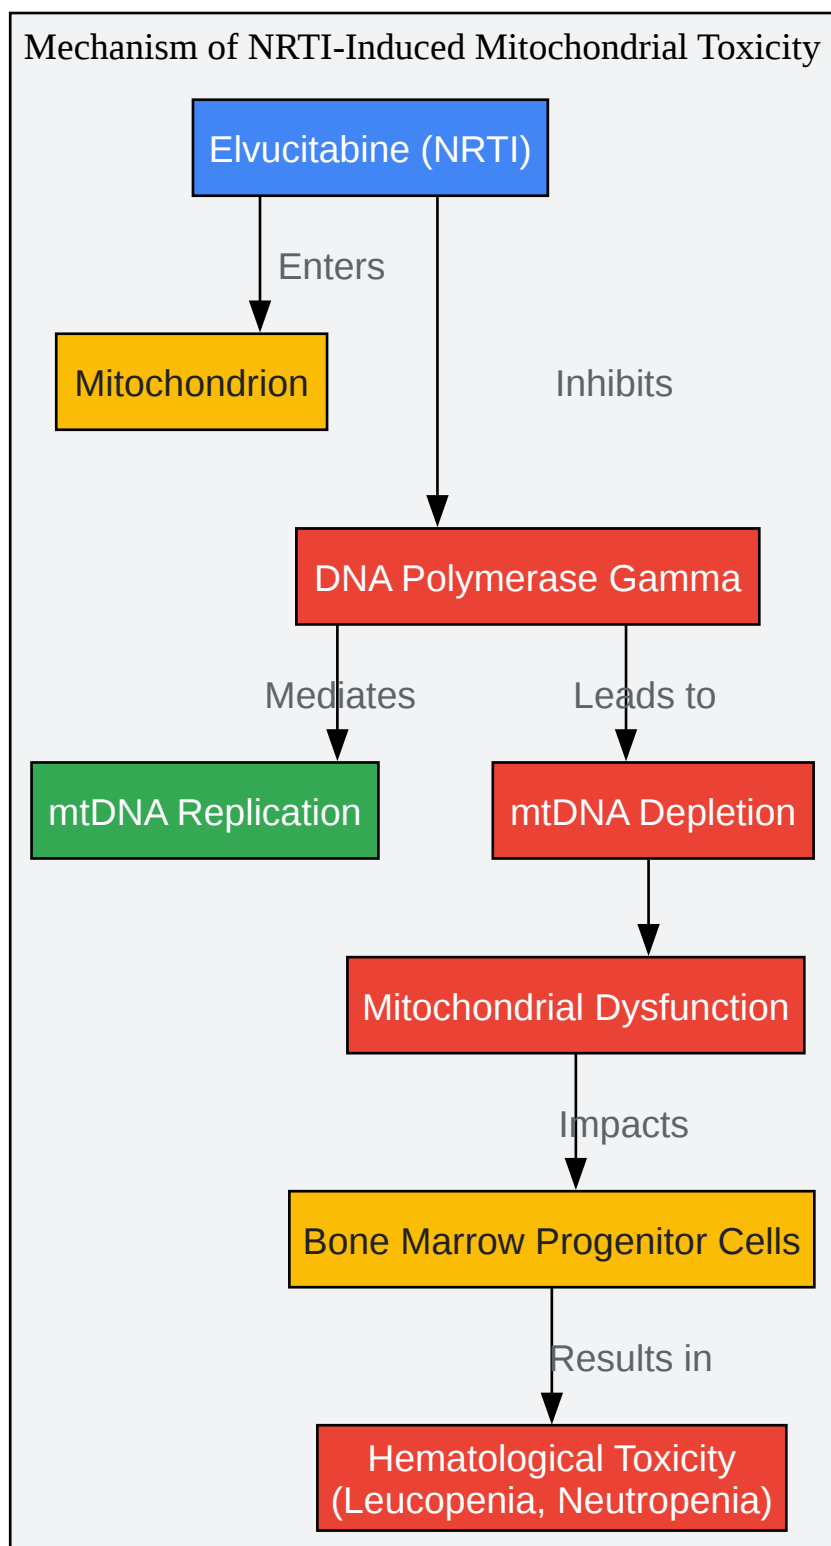 Mechanism of NRTI-Induced Mitochondrial Toxicity
Elvucitabine (NRTI)
Enters
Mitochondrion
Inhibits
DNA Polymerase Gamma
Mediates
Leads to
mtDNA Replication
mtDNA Depletion
Mitochondrial Dysfunction
Impacts
Bone Marrow Progenitor Cells
Results in
Hematological Toxicity
(Leucopenia, Neutropenia)